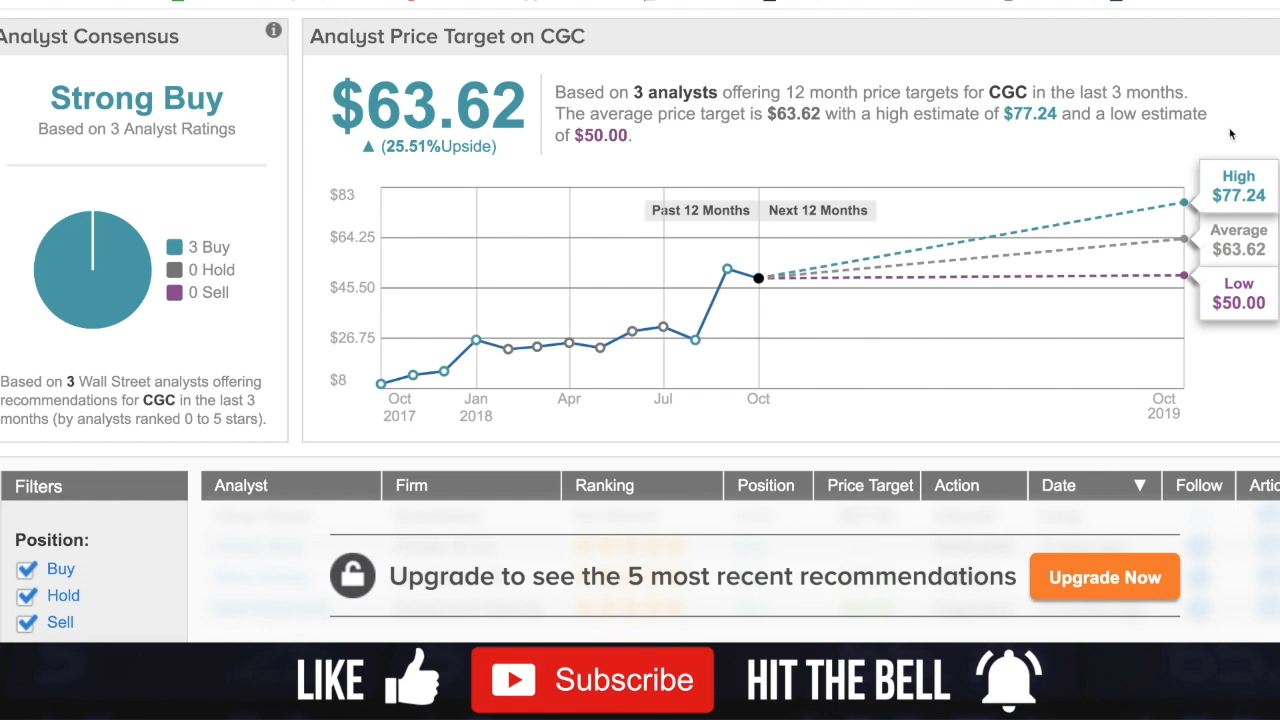 Analyst Consensus
Strong Buy
Based on 3 Analyst Ratings
3 Buy
0 Hold
0 Sell
Based on 3 Wall Street analysts offering
recommendations for CGC in the last 3
months (by analysts ranked 0 to 5 stars).
Analyst Price Target on CGC
$63.62
▲ (25.51%Upside)
Based on 3 analysts offering 12 month price targets for CGC in the last 3 months.
The average price target is $63.62 with a high estimate of $77.24 and a low estimate
of $50.00.
$83
$64.25
$45.50
$26.75
$8
Past 12 Months
Next 12 Months
High
$77.24
Average
$63.62
Low
$50.00
Oct
2017
Jan
2018
Apr
Jul
Oct
Oct
2019
Filters
Position:
Buy
Hold
Sell
Analyst Firm Ranking Position Price Target Action Date ▼ Follow Artic
Upgrade to see the 5 most recent recommendations
Upgrade Now
LIKE Subscribe HIT THE BELL